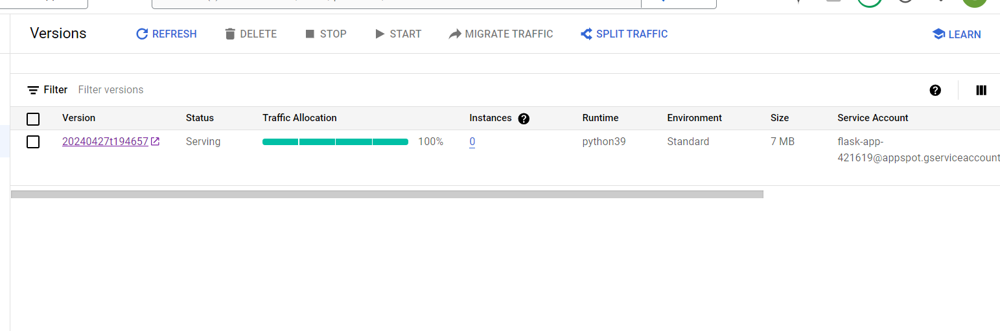 Versions REFRESH DELETE STOP START MIGRATE TRAFFIC SPLIT TRAFFIC LEARN
Filter Filter versions
Version Status Traffic Allocation Instances Runtime Environment Size Service Account
20240427t194657 Serving 100% 0 python39 Standard 7 MB flask-app-
421619@appspot.gserviceaccount